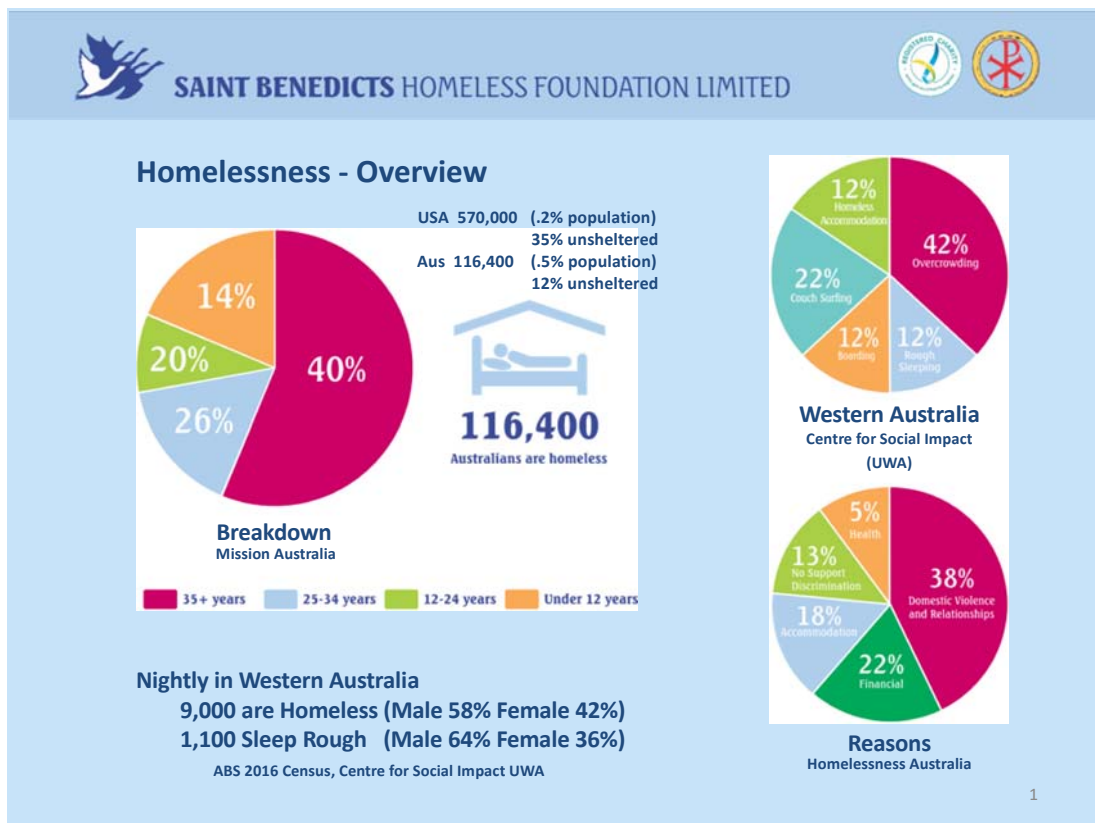 SAINT BENEDICTS HOMELESS FOUNDATION LIMITED
REGISTERED CHARITY
Homelessness - Overview
USA 570,000 (.2% population)
35% unsheltered
Aus 116,400 (.5% population)
12% unsheltered
14%
20%
40%
26%
116,400
Australians are homeless
Breakdown
Mission Australia
35+ years
25-34 years
12-24 years
Under 12 years
Nightly in Western Australia
9,000 are Homeless (Male 58% Female 42%)
1,100 Sleep Rough (Male 64% Female 36%)
ABS 2016 Census, Centre for Social Impact UWA
12%
Homeless
Accommodation
42%
Overcrowding
22%
Couch Surfing
12%
Boarding
12%
Rough
Sleeping
Western Australia
Centre for Social Impact
(UWA)
5%
Health
13%
No Support
Discrimination
38%
Domestic Violence
and Relationships
18%
Accommodation
22%
Financial
Reasons
Homelessness Australia
1